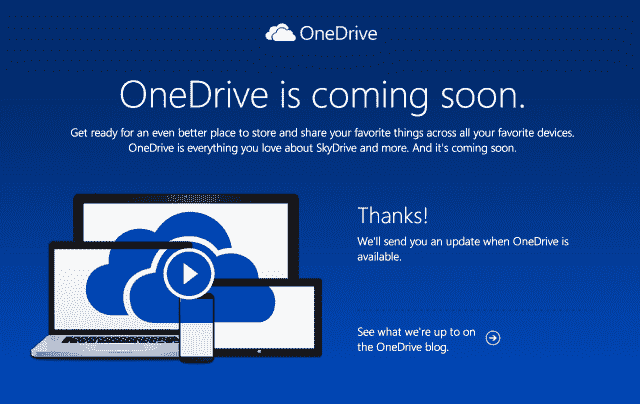 OneDrive
OneDrive is coming soon.
Get ready for an even better place to store and share your favorite things across all your favorite devices.
OneDrive is everything you love about SkyDrive and more. And it's coming soon.
Thanks!
We'll send you an update when OneDrive is
available.
See what we're up to on
the OneDrive blog.